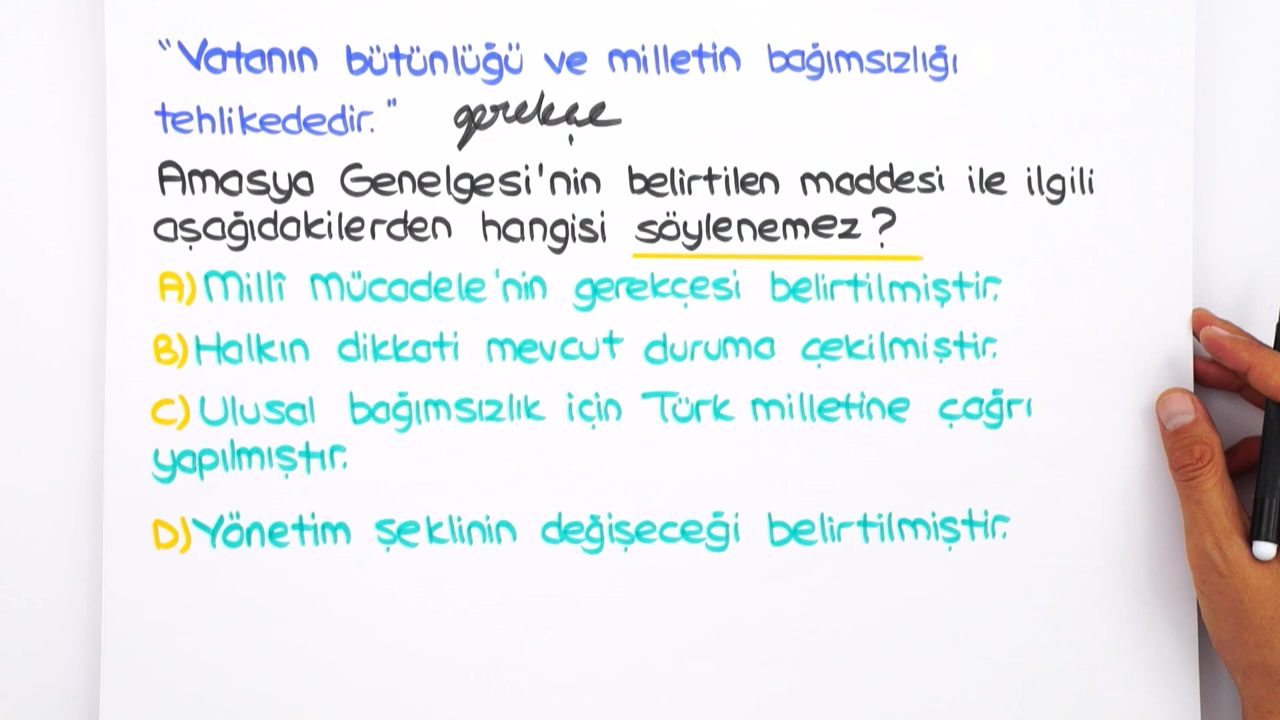 "Vatanın bütünlüğü ve milletin bağımsızlığı
tehlikededir." gerekçe
Amasya Genelgesi'nin belirtilen maddesi ile ilgili
aşağıdakilerden hangisi söylenemez?
A) Millî mücadele'nin gerekçesi belirtilmiştir.
B) Halkın dikkati mevcut duruma çekilmiştir.
C) Ulusal bağımsızlık için Türk milletine çağrı
yapılmıştır.
D) Yönetim şeklinin değişeceği belirtilmiştir.